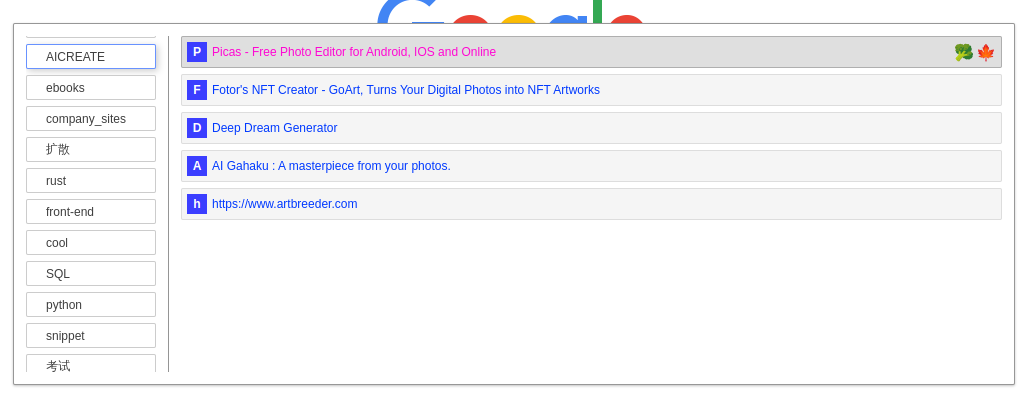 AICREATE
ebooks
company_sites
扩散
rust
front-end
cool
SQL
python
snippet
考试
P Picas - Free Photo Editor for Android, IOS and Online
F Fotor's NFT Creator - GoArt, Turns Your Digital Photos into NFT Artworks
D Deep Dream Generator
A AI Gahaku : A masterpiece from your photos.
h https://www.artbreeder.com